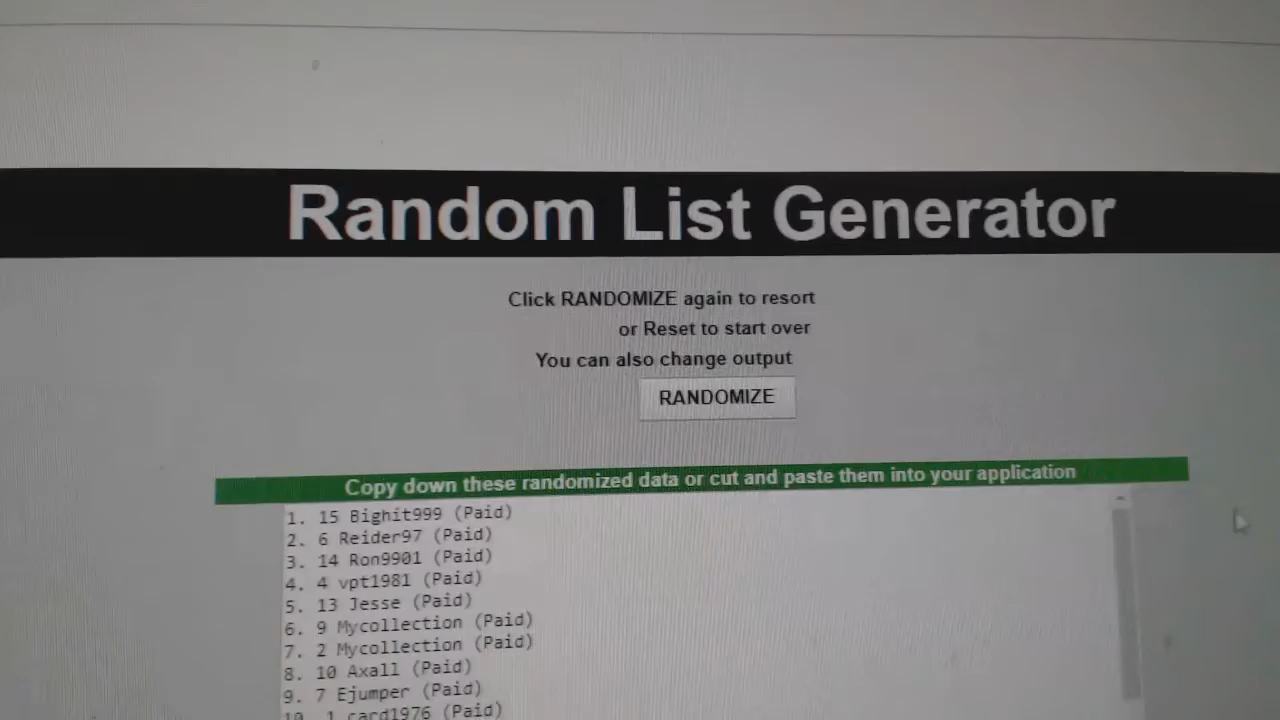 Random List Generator
Click RANDOMIZE again to resort
or Reset to start over
You can also change output
RANDOMIZE
Copy down these randomized data or cut and paste them into your application
1. 15 Bighit999 (Paid)
2. 6 Reider97 (Paid)
3. 14 Ron9901 (Paid)
4. 4 vpt1981 (Paid)
5. 13 Jesse (Paid)
6. 9 Mycollection (Paid)
7. 2 Mycollection (Paid)
8. 10 Axall (Paid)
9. 7 Ejumper (Paid)
10. 1 card1976 (Paid)